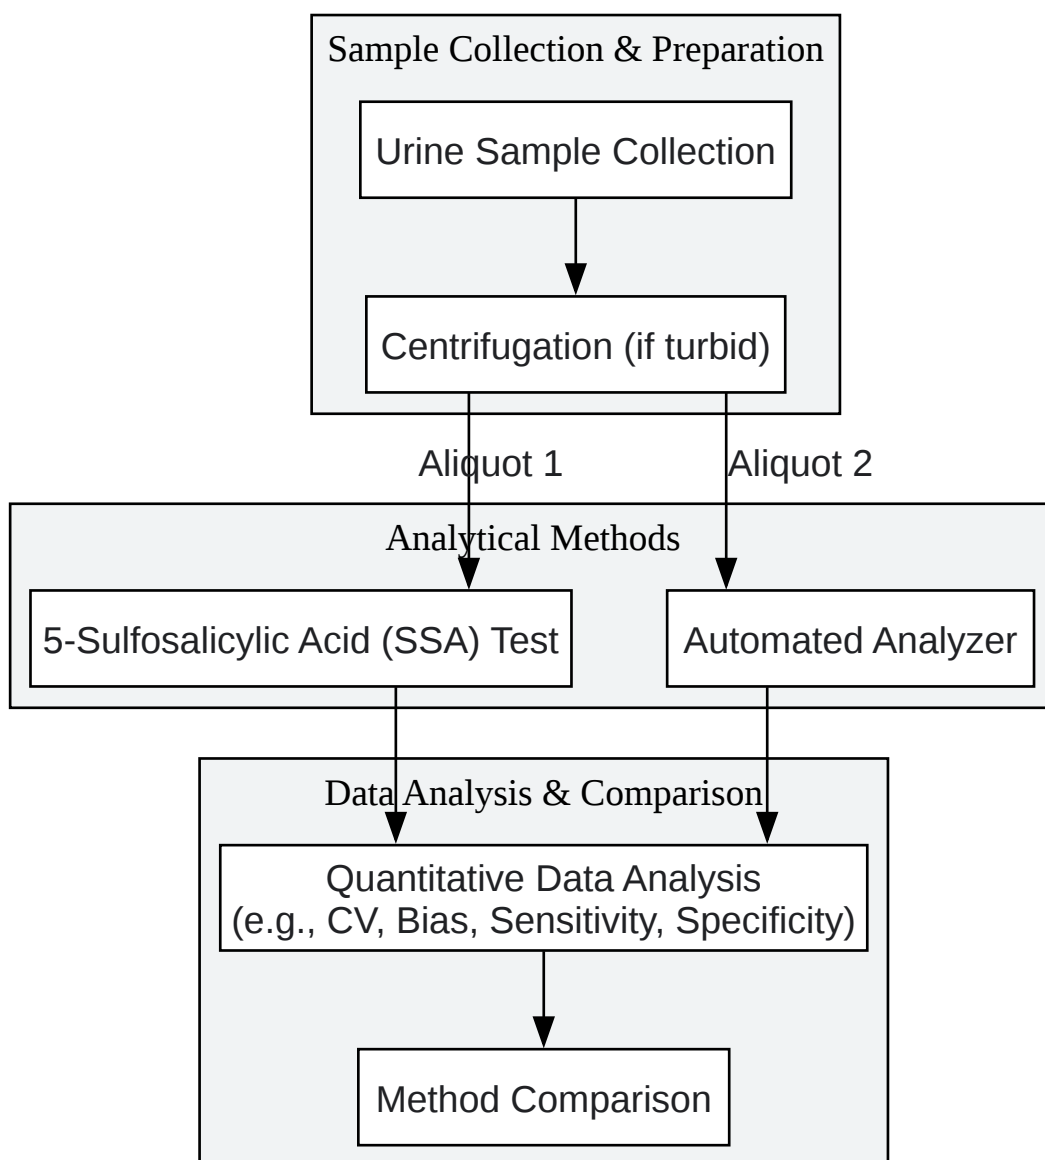 Sample Collection & Preparation
Urine Sample Collection
Centrifugation (if turbid)
Aliquot 1
Aliquot 2
Analytical Methods
5-Sulfosalicylic Acid (SSA) Test
Automated Analyzer
Data Analysis & Comparison
Quantitative Data Analysis
(e.g., CV, Bias, Sensitivity, Specificity)
Method Comparison